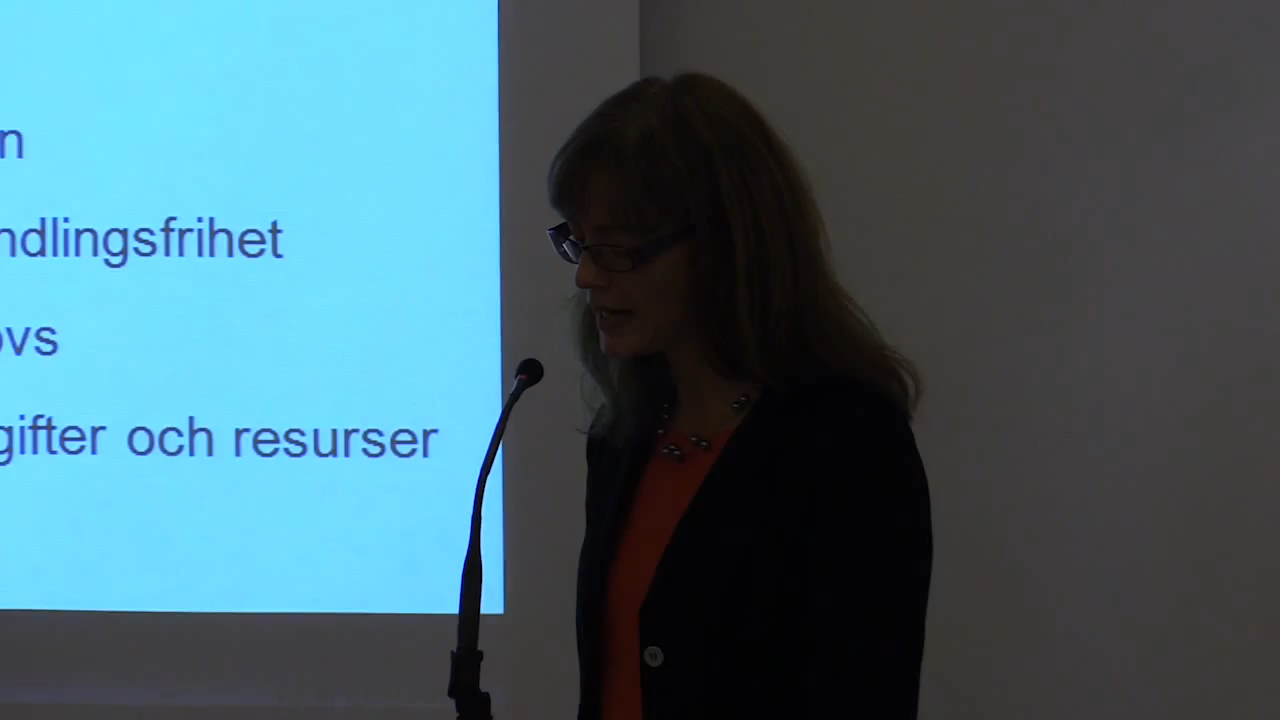 n
ndlingsfrihet
ovs
gifter och resurser